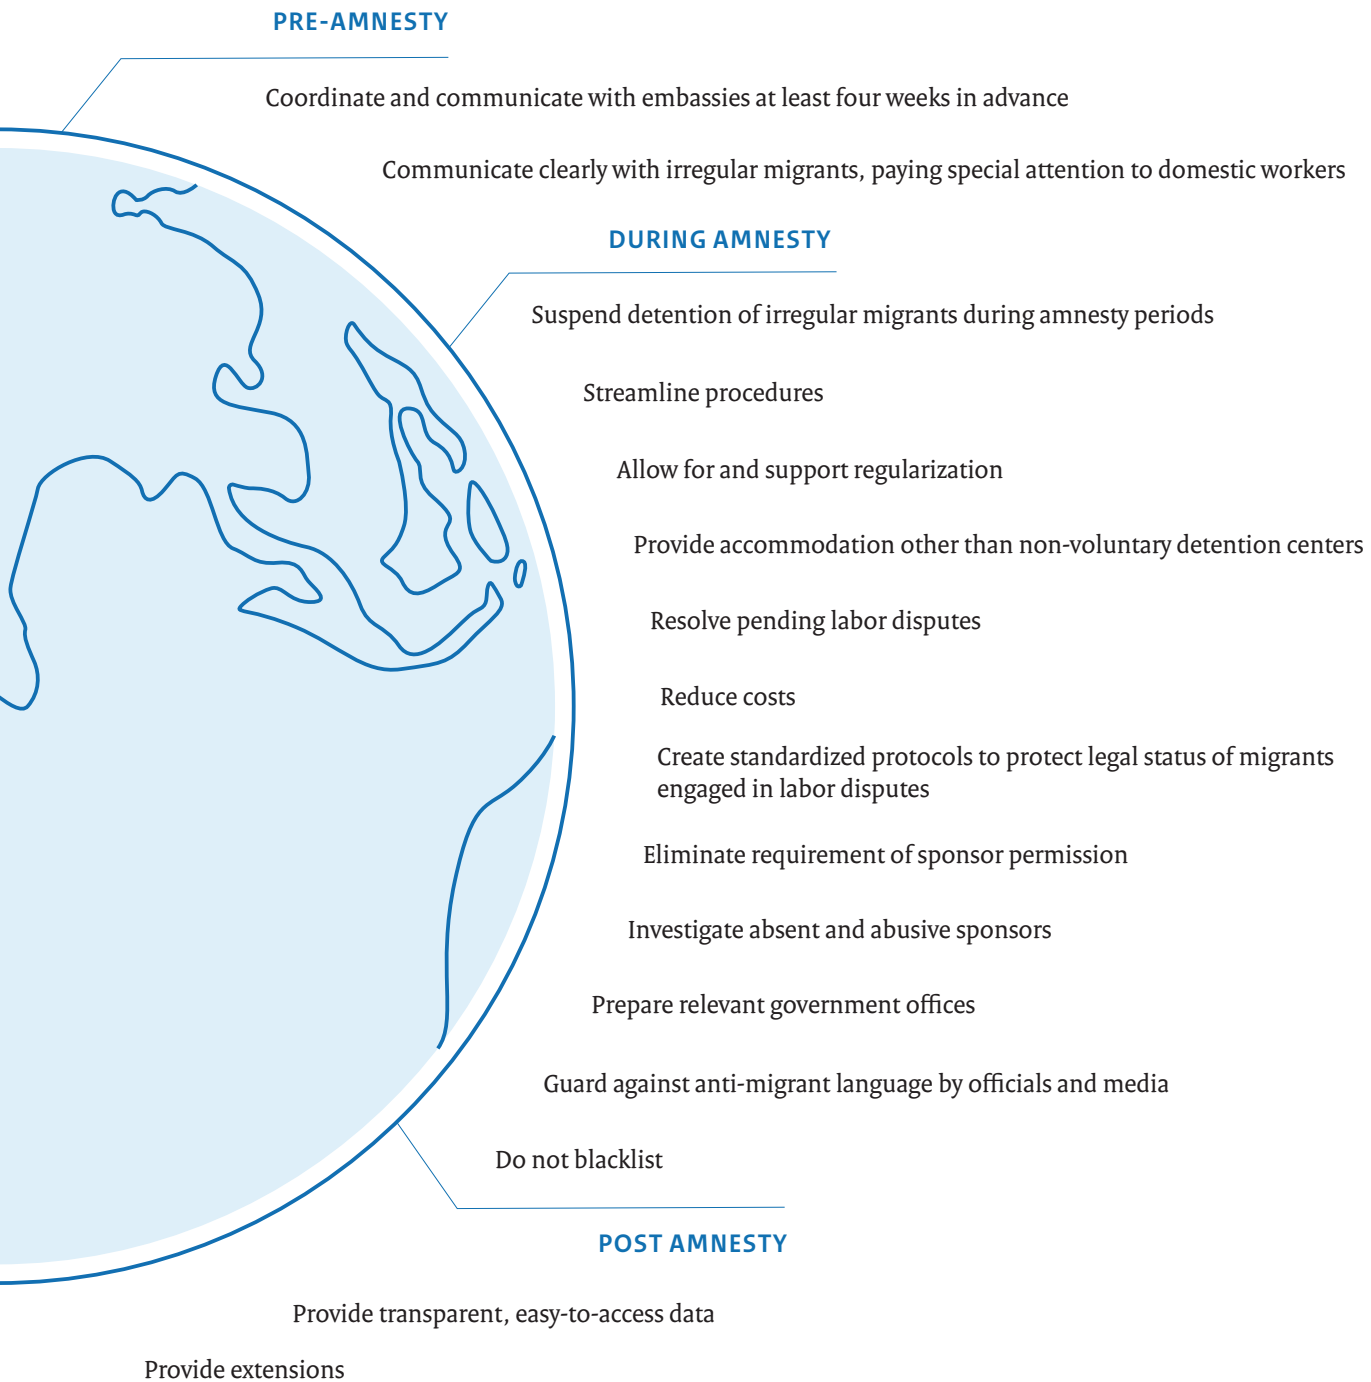 PRE-AMNESTY
Coordinate and communicate with embassies at least four weeks in advance
Communicate clearly with irregular migrants, paying special attention to domestic workers
DURING AMNESTY
Suspend detention of irregular migrants during amnesty periods
Streamline procedures
Allow for and support regularization
Provide accommodation other than non-voluntary detention centers
Resolve pending labor disputes
Reduce costs
Create standardized protocols to protect legal status of migrants
engaged in labor disputes
Eliminate requirement of sponsor permission
Investigate absent and abusive sponsors
Prepare relevant government offices
Guard against anti-migrant language by officials and media
Do not blacklist
POST AMNESTY
Provide transparent, easy-to-access data
Provide extensions